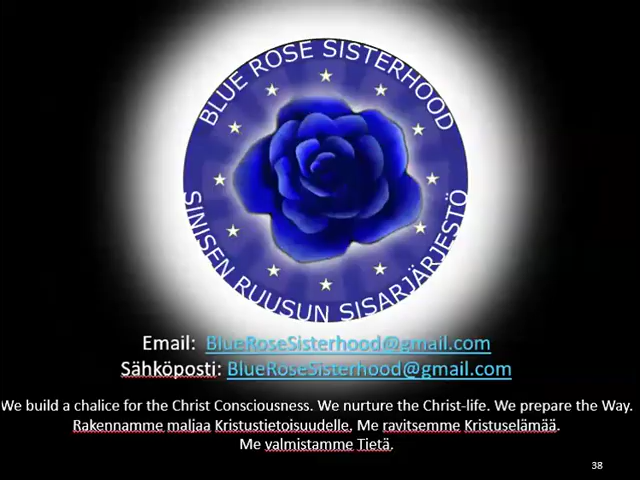 BLUE ROSE SISTERHOOD
SINISEN RUUSUN SISARJÄRJESTÖ
Email: BlueRoseSisterhood@gmail.com
Sähköposti: BlueRoseSisterhood@gmail.com
We build a chalice for the Christ Consciousness. We nurture the Christ-life. We prepare the Way.
Rakennamme maljaa Kristustietoisuudelle. Me ravitsemme Kristuselämää.
Me valmistamme Tietä.
38